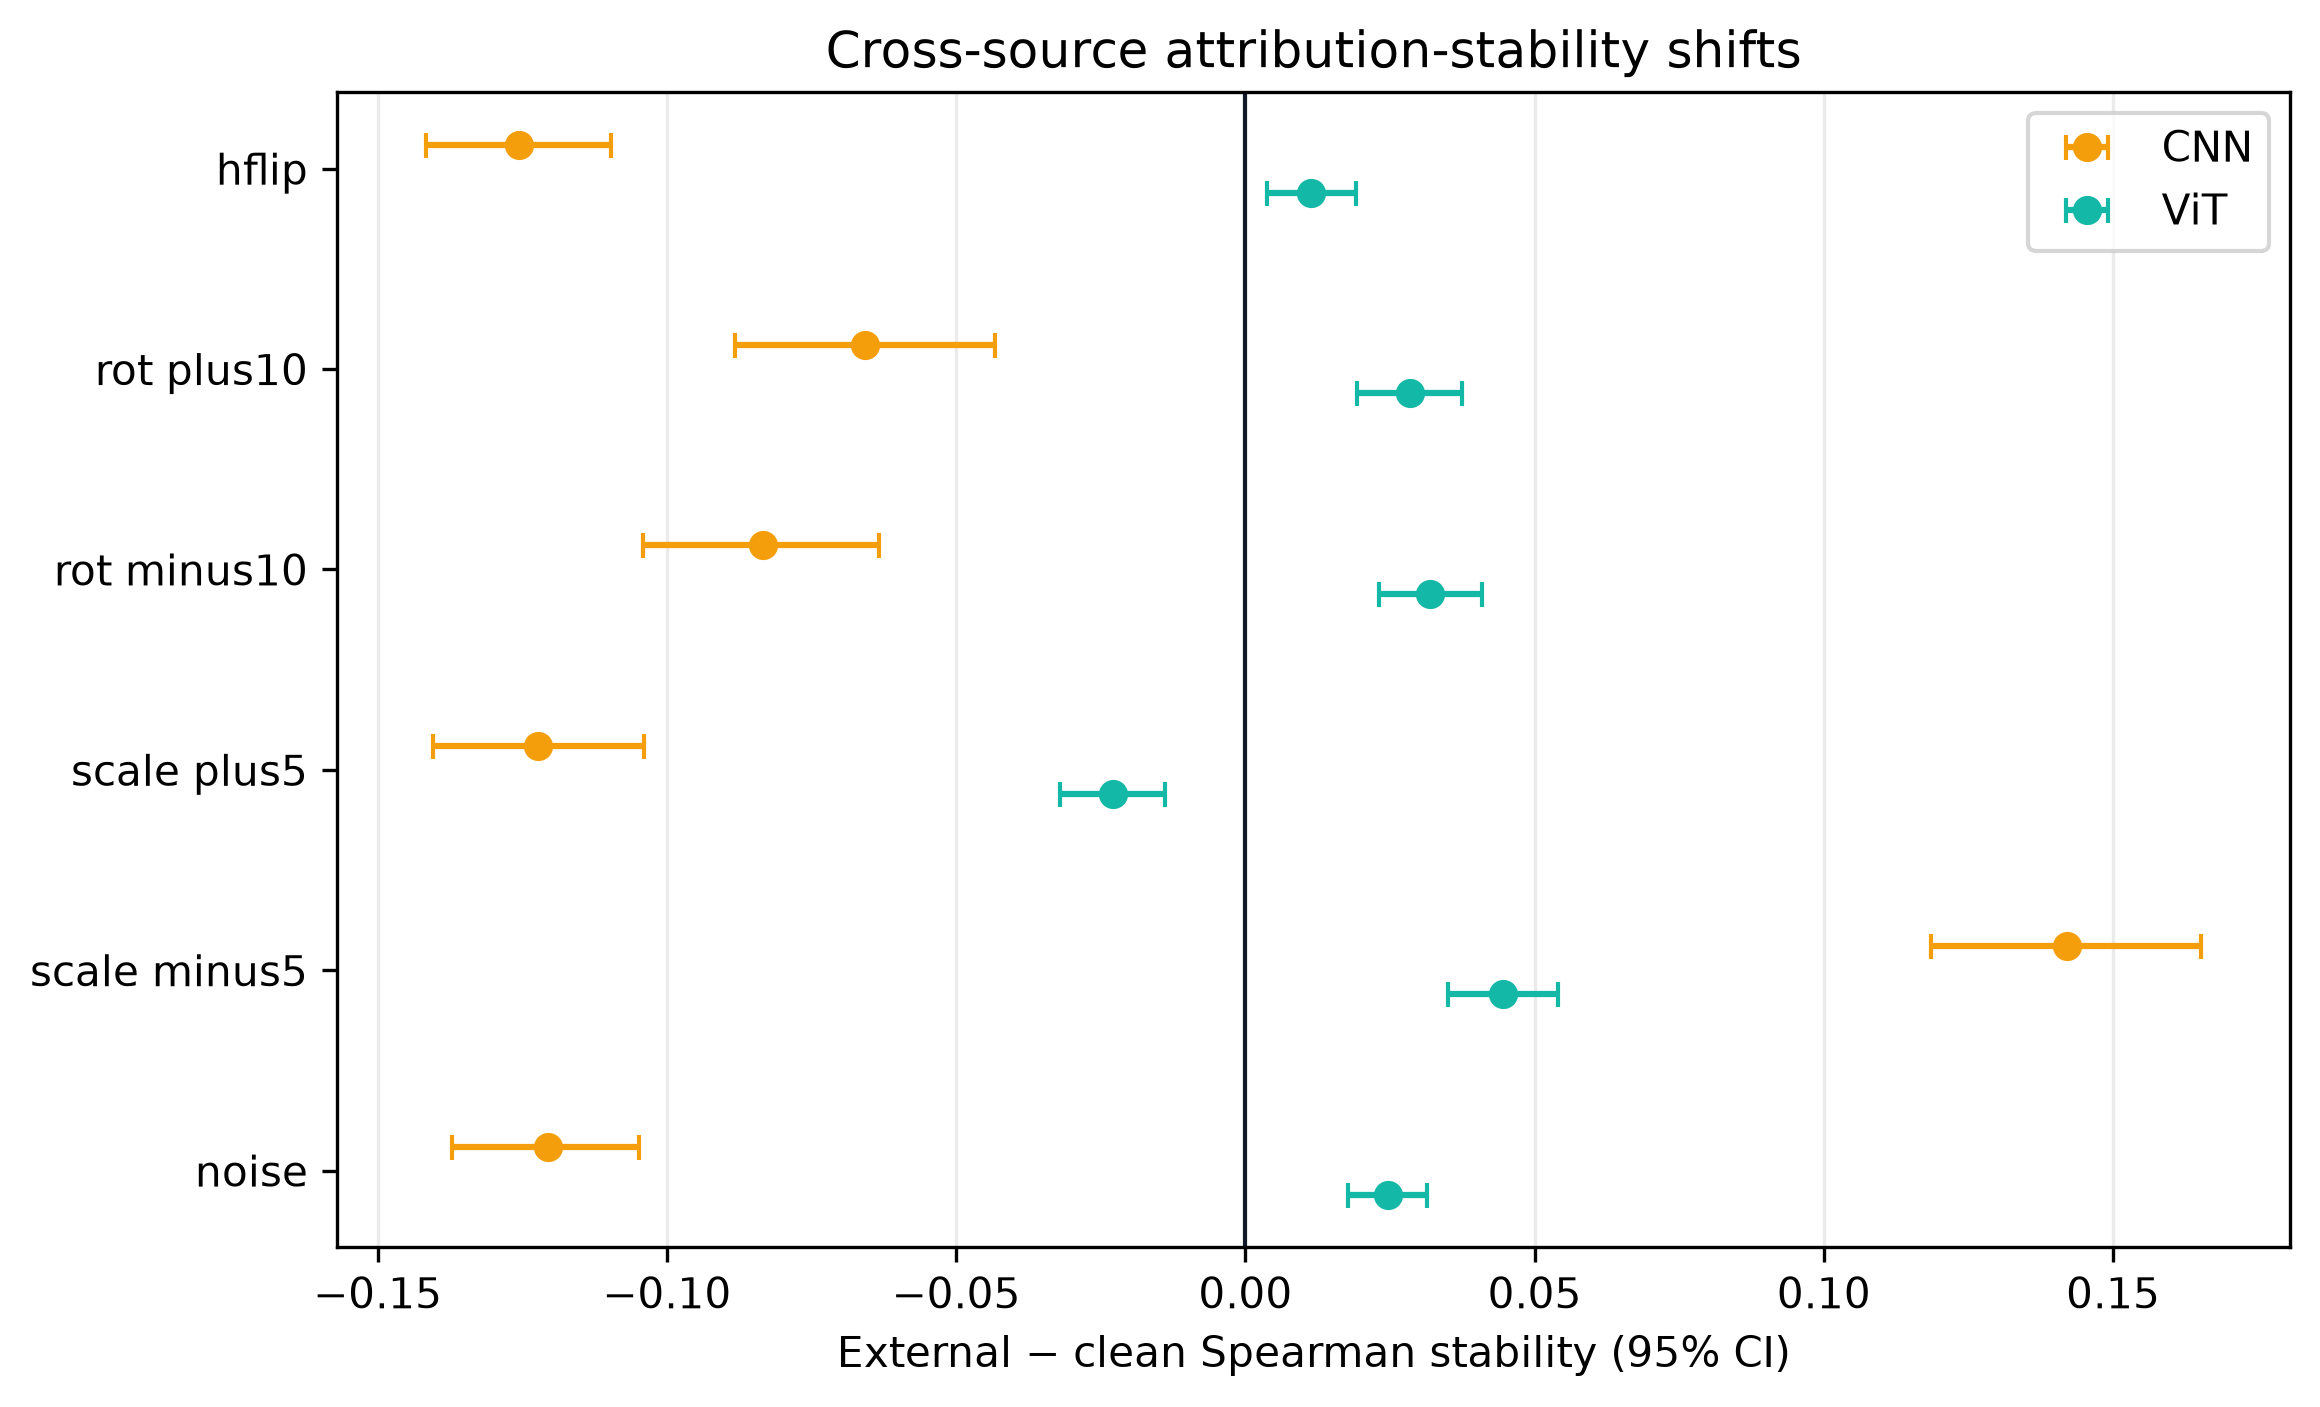 Cross-source attribution-stability shifts
CNN
ViT
hflip
rot plus10
rot minus10
scale plus5
scale minus5
noise
−0.15 −0.10 −0.05 0.00 0.05 0.10 0.15
External − clean Spearman stability (95% CI)